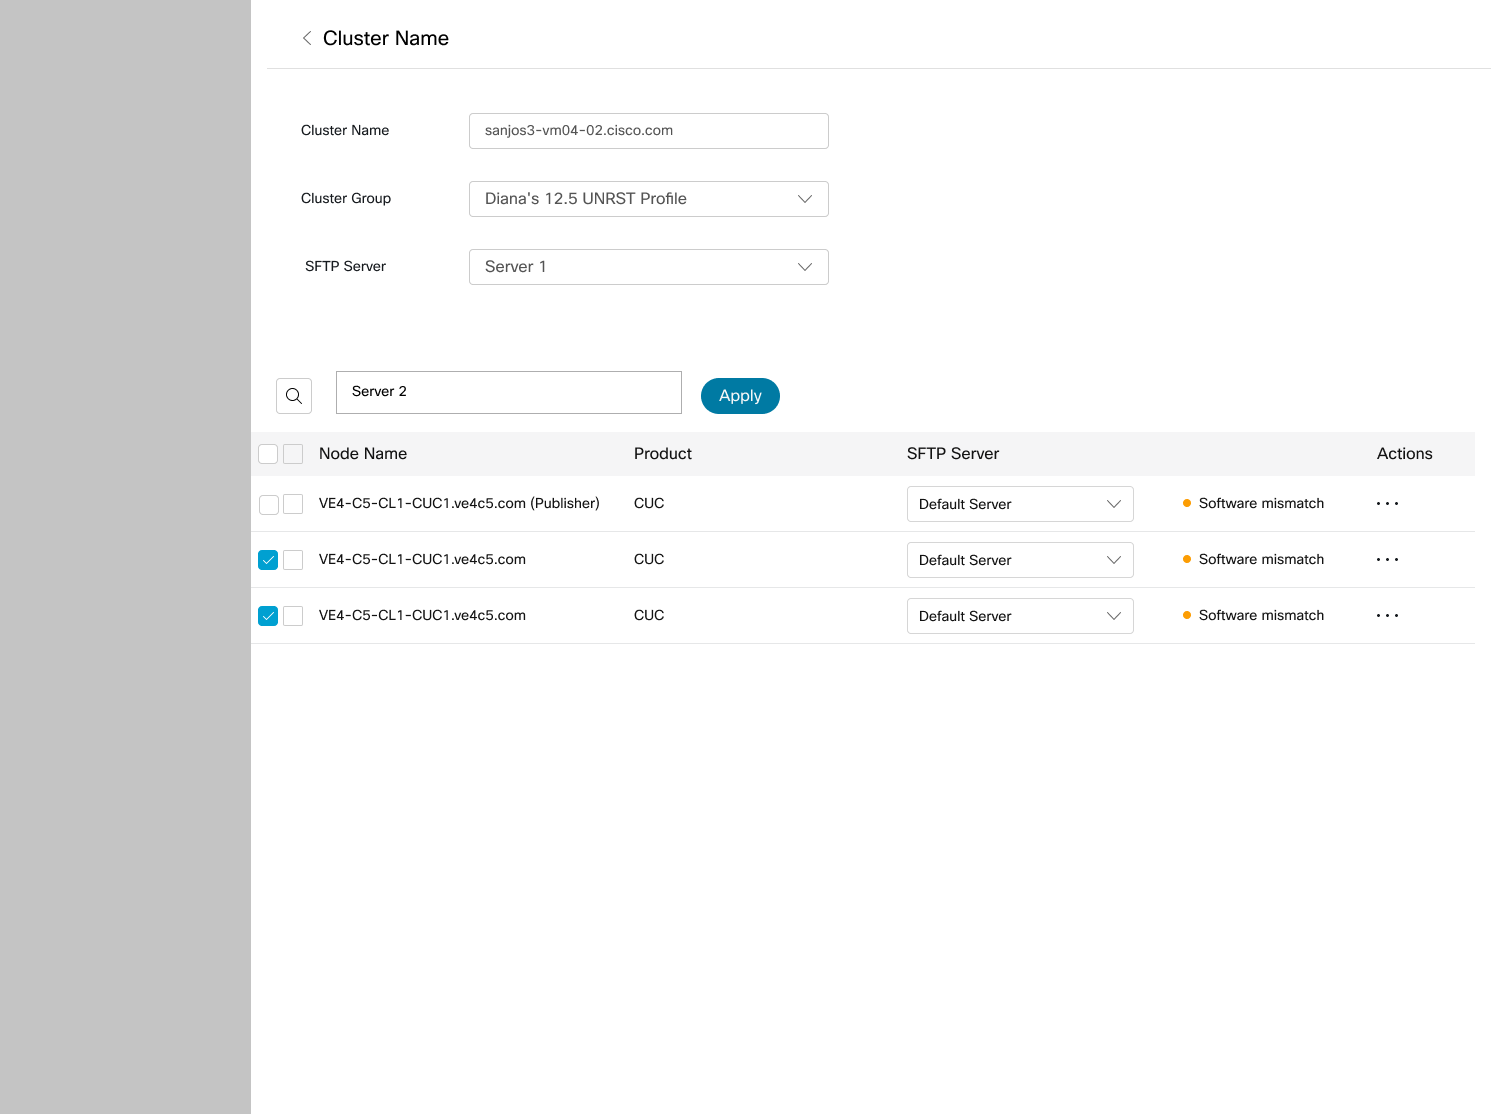 Cluster Name
Cluster Name sanjos3-vm04-02.cisco.com
Cluster Group Diana's 12.5 UNRST Profile
SFTP Server Server 1
Server 2 Apply
Node Name Product SFTP Server Actions
VE4-C5-CL1-CUC1.ve4c5.com (Publisher) CUC Default Server Software mismatch
VE4-C5-CL1-CUC1.ve4c5.com CUC Default Server Software mismatch
VE4-C5-CL1-CUC1.ve4c5.com CUC Default Server Software mismatch